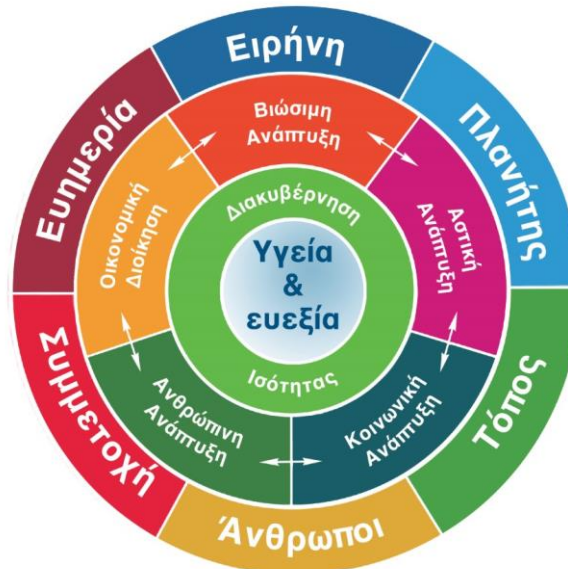 Ειρήνη
Πλανήτης
Τόπος
Άνθρωποι
Συμμετοχή
Ευημερία
Βιώσιμη
Ανάπτυξη
Αστική
Ανάπτυξη
Κοινωνική
Ανάπτυξη
Ανθρώπινη
Ανάπτυξη
Οικονομική
Διοίκηση
Διακυβέρνηση
Ισότητας
Υγεία
&
ευεξία